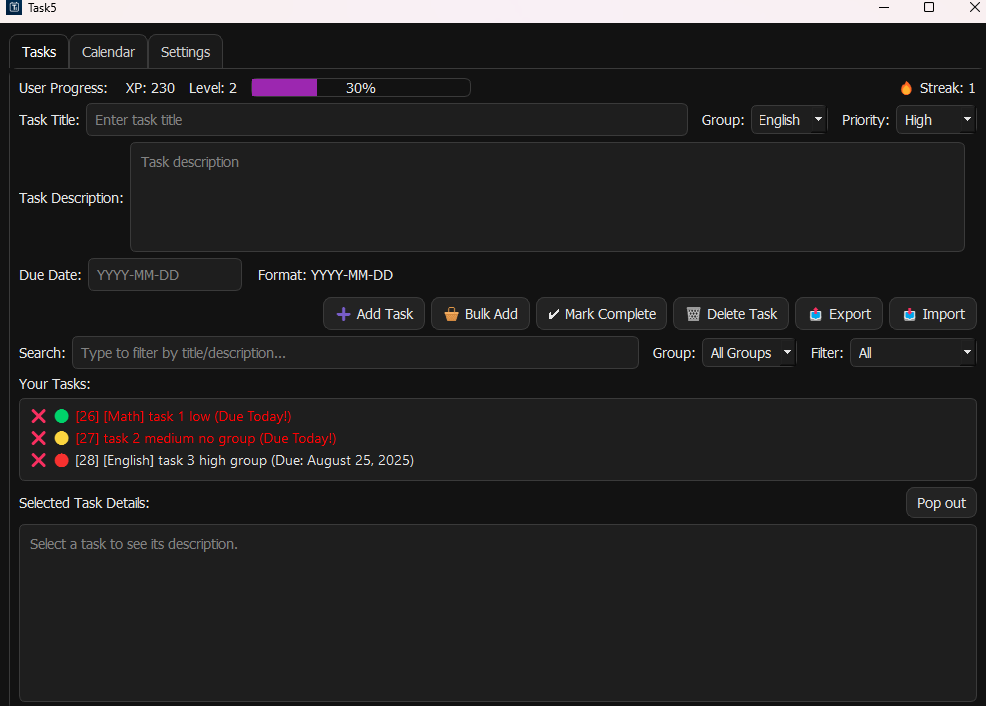 Task5
Tasks Calendar Settings
User Progress: XP: 230 Level: 2 30% 🔥 Streak: 1
Task Title: Enter task title Group: English Priority: High
Task description
Task Description:
Due Date: YYYY-MM-DD Format: YYYY-MM-DD
➕ Add Task 🧺 Bulk Add ✔ Mark Complete 🗑 Delete Task 📤 Export 📥 Import
Search: Type to filter by title/description... Group: All Groups Filter: All
Your Tasks:
❌ 🟢 [26] [Math] task 1 low (Due Today!)
❌ 🟡 [27] task 2 medium no group (Due Today!)
❌ 🔴 [28] [English] task 3 high group (Due: August 25, 2025)
Selected Task Details: Pop out
Select a task to see its description.